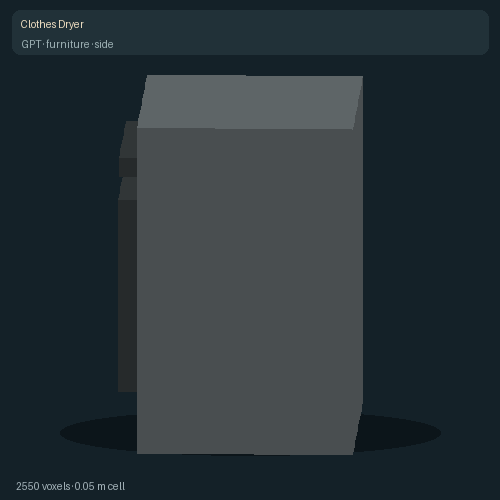 Clothes Dryer
GPT · furniture · side
2550 voxels · 0.05 m cell